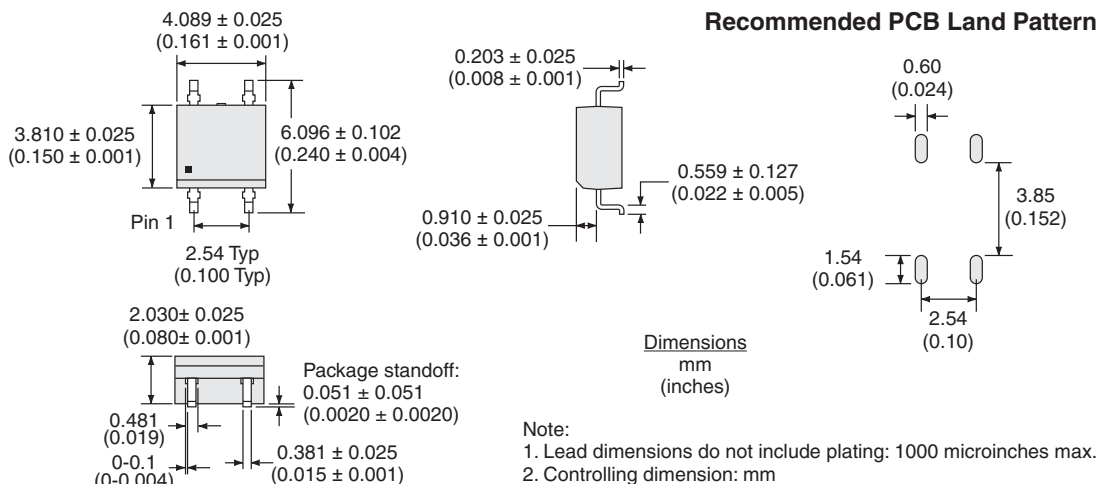 4.089 ± 0.025
(0.161 ± 0.001)
3.810 ± 0.025
(0.150 ± 0.001)
6.096 ± 0.102
(0.240 ± 0.004)
Pin 1
2.54 Typ
(0.100 Typ)
0.203 ± 0.025
(0.008 ± 0.001)
0.559 ± 0.127
(0.022 ± 0.005)
0.910 ± 0.025
(0.036 ± 0.001)
Recommended PCB Land Pattern
0.60
(0.024)
3.85
(0.152)
1.54
(0.061)
2.54
(0.10)
2.030± 0.025
(0.080± 0.001)
Package standoff:
0.051 ± 0.051
(0.0020 ± 0.0020)
0.481
(0.019)
0-0.1
(0-0.004)
0.381 ± 0.025
(0.015 ± 0.001)
Dimensions
mm
(inches)
Note:
1. Lead dimensions do not include plating: 1000 microinches max.
2. Controlling dimension: mm